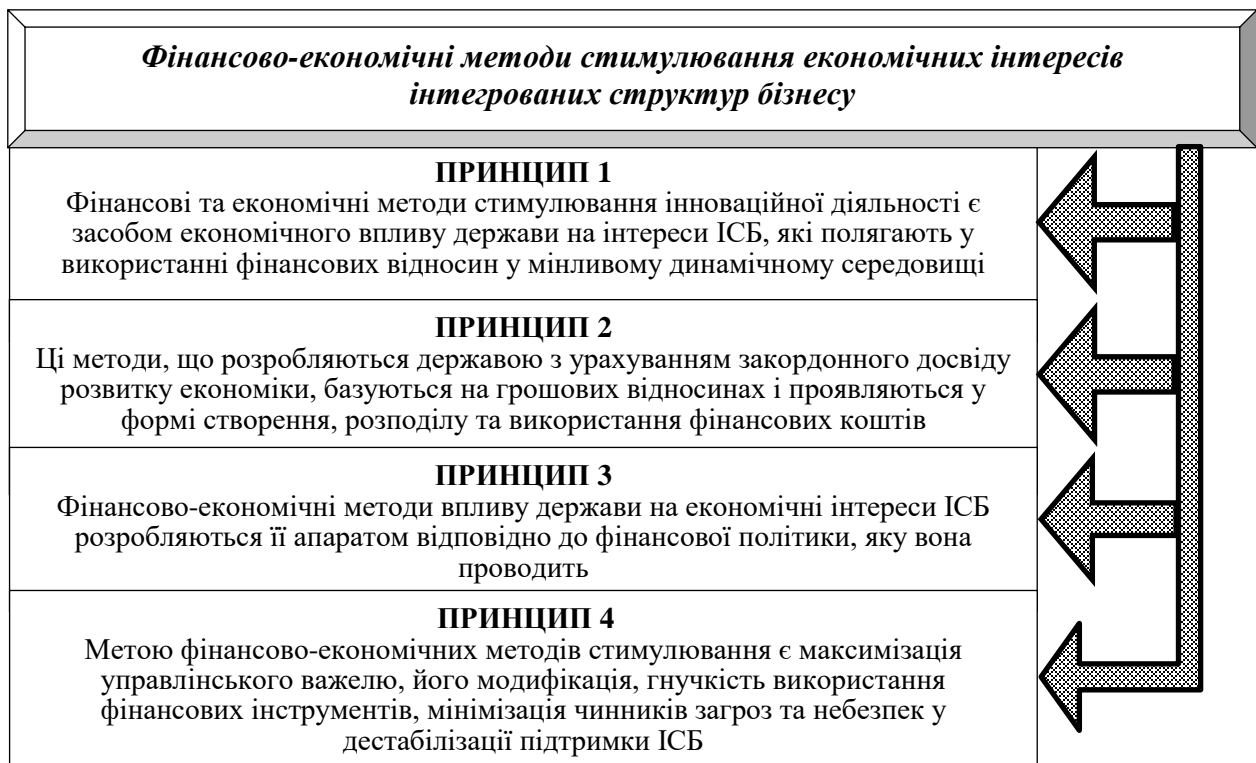 Фінансово-економічні методи стимулювання економічних інтересів
інтегрованих структур бізнесу
ПРИНЦИП 1
Фінансові та економічні методи стимулювання інноваційної діяльності є
засобом економічного впливу держави на інтереси ІСБ, які полягають у
використанні фінансових відносин у мінливому динамічному середовищі
ПРИНЦИП 2
Ці методи, що розробляються державою з урахуванням закордонного досвіду
розвитку економіки, базуються на грошових відносинах і проявляються у
формі створення, розподілу та використання фінансових коштів
ПРИНЦИП 3
Фінансово-економічні методи впливу держави на економічні інтереси ІСБ
розробляються її апаратом відповідно до фінансової політики, яку вона
проводить
ПРИНЦИП 4
Метою фінансово-економічних методів стимулювання є максимізація
управлінського важелю, його модифікація, гнучкість використання
фінансових інструментів, мінімізація чинників загроз та небезпек у
дестабілізації підтримки ІСБ